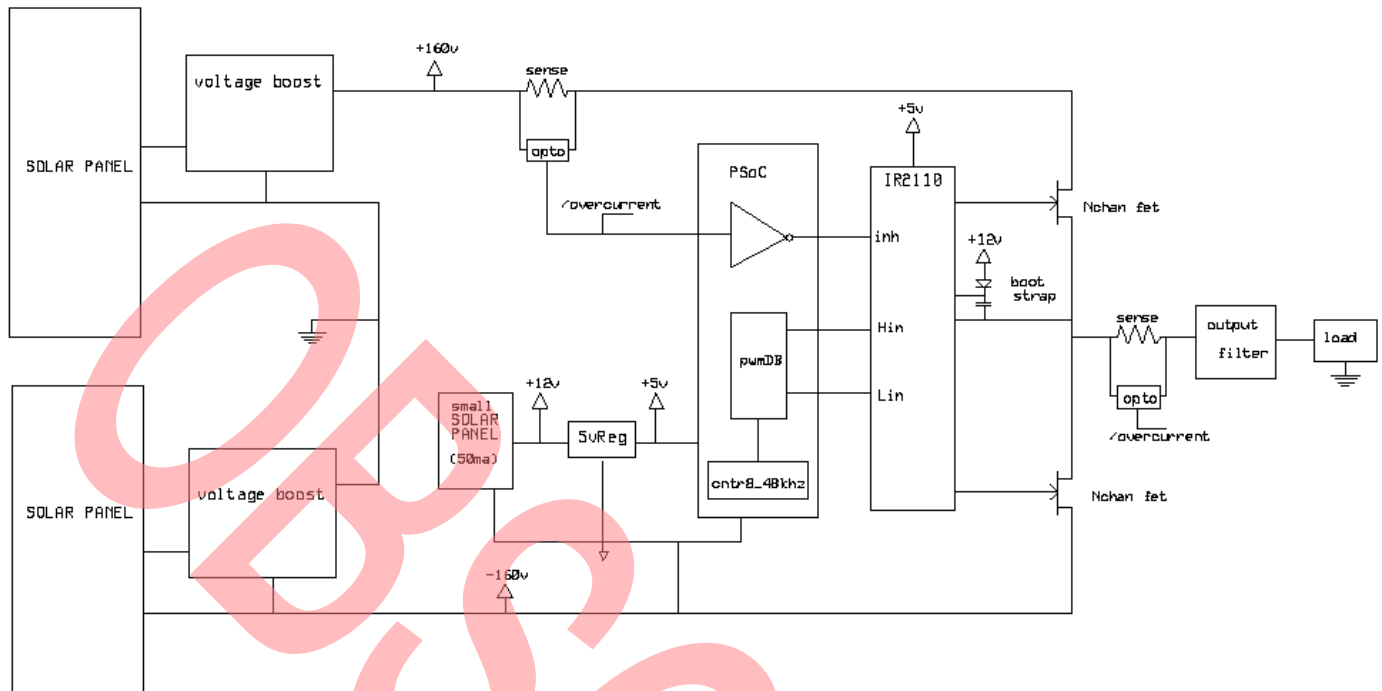 SOLAR PANEL
voltage boost
+160v
sense
opto
/overcurrent
PSoC
+5v
IR2110
inh
Hin
Lin
pwmDB
cntr8_48khz
Nchan fet
+12v
boot
strap
sense
opto
/overcurrent
output
filter
load
SOLAR PANEL
voltage boost
small
SOLAR
PANEL
(50ma)
+12v
5vReg
+5v
-160v
Nchan fet